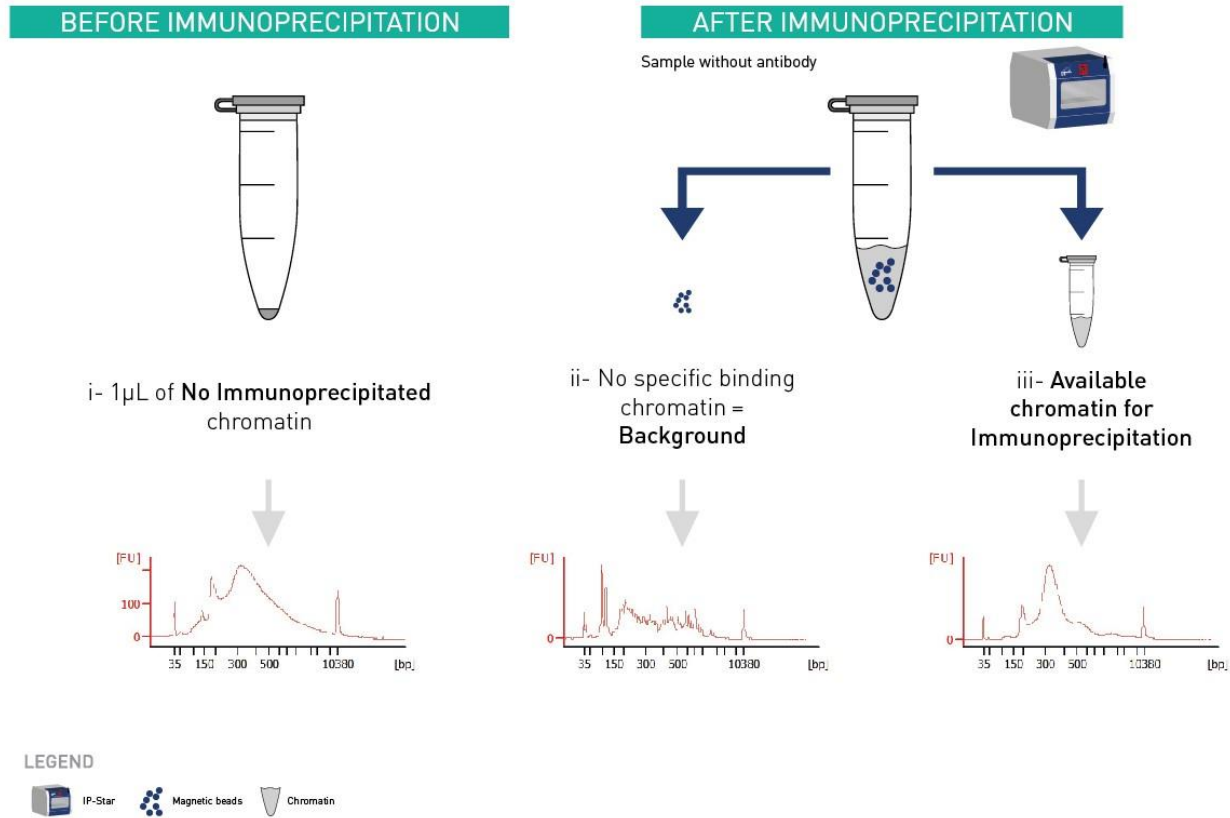 BEFORE IMMUNOPRECIPITATION
AFTER IMMUNOPRECIPITATION
Sample without antibody
i- 1µL of No Immunoprecipitated
chromatin
ii- No specific binding
chromatin =
Background
iii- Available
chromatin for
Immunoprecipitation
[FU]
100
0
35 150 300 500 10380 [bp]
[FU]
0
35 150 300 500 10380 [bp]
[FU]
0
35 150 300 500 10380 [bp]
LEGEND
IP-Star
Magnetic beads
Chromatin